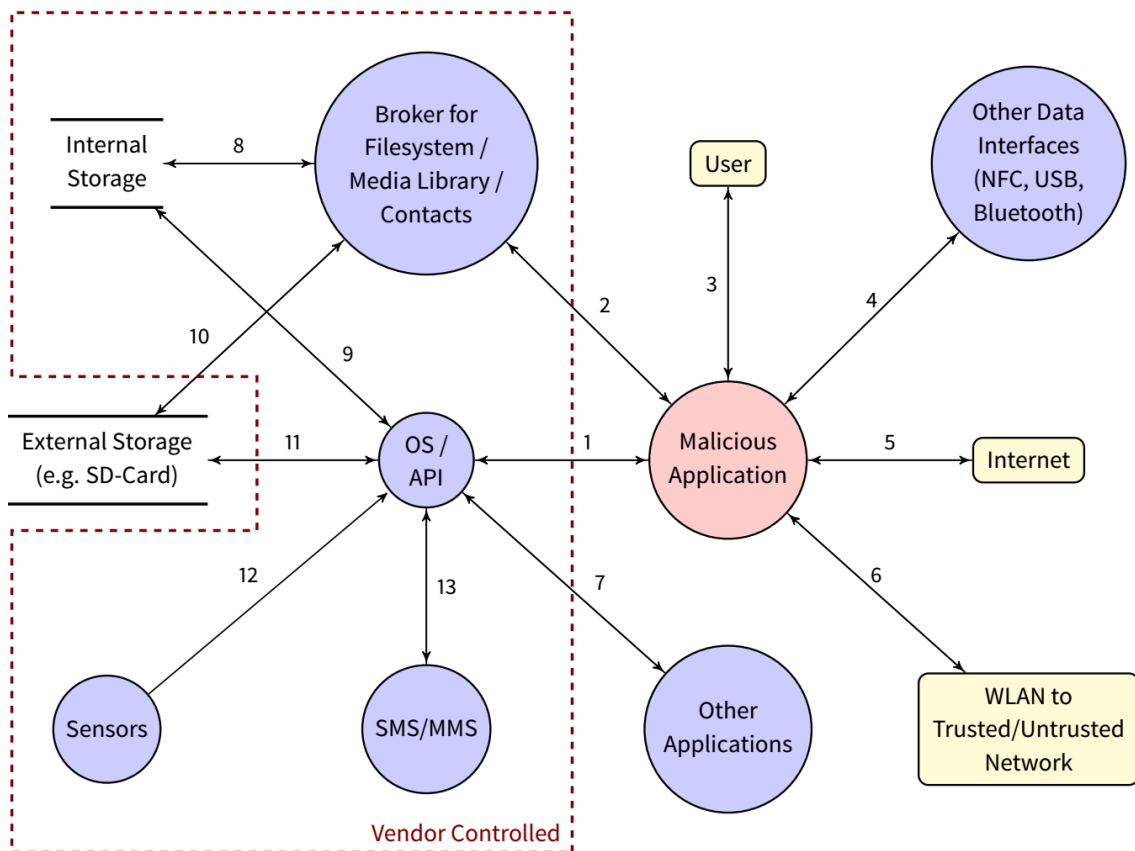 Internal
Storage
8
Broker for
Filesystem /
Media Library /
Contacts
User
Other Data
Interfaces
(NFC, USB,
Bluetooth)
2
3
4
10
9
External Storage
(e.g. SD-Card)
11
OS /
API
1
Malicious
Application
5
Internet
12
13
7
6
Sensors
SMS/MMS
Other
Applications
WLAN to
Trusted/Untrusted
Network
Vendor Controlled